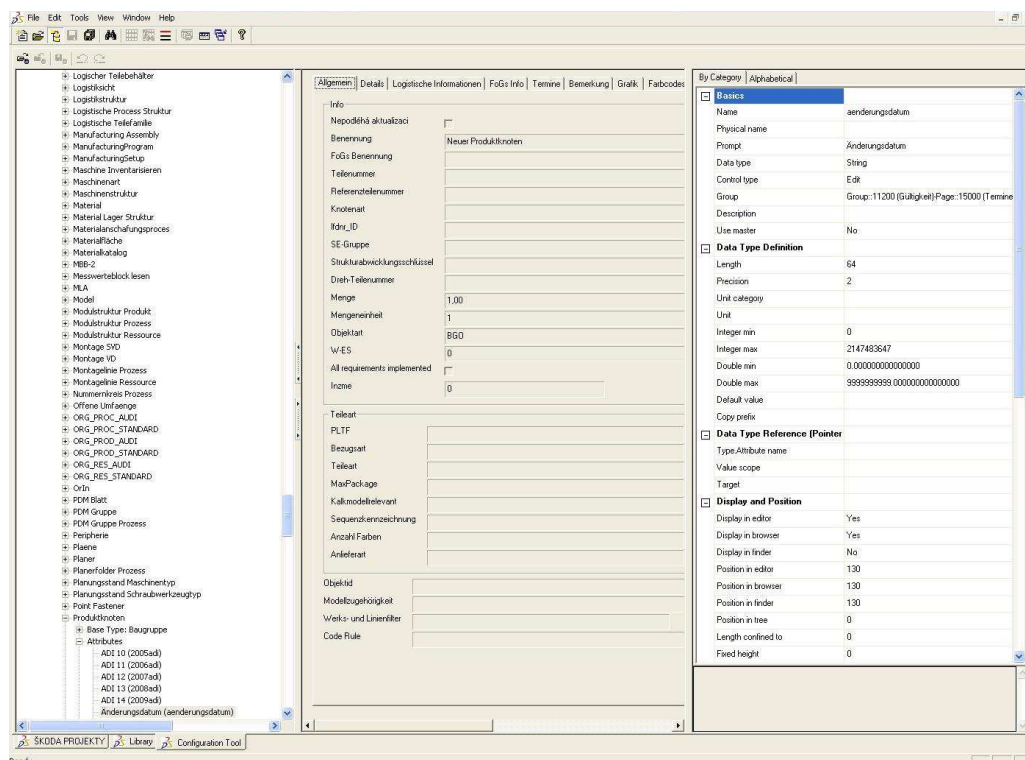 File Edit Tools View Window Help
Logischer Teilebehälter
Logistiksicht
Logistikstruktur
Logistische Process Struktur
Logistische Teilefamilie
Manufacturing Assembly
ManufacturingProgram
ManufacturingSetup
Maschine Inventarisieren
Maschinenart
Maschinenstruktur
Material
Material Lager Struktur
Materialanschafungsproces
Materialfläche
Materialkatalog
MBB-2
Messwerteblock lesen
MLA
Model
Modulstruktur Produkt
Modulstruktur Prozess
Modulstruktur Ressource
Montage SVD
Montage VD
Montagelinie Prozess
Montagelinie Ressource
Nummernkreis Prozess
Offene Umfaenge
ORG_PROC_AUDI
ORG_PROC_STANDARD
ORG_PROD_AUDI
ORG_PROD_STANDARD
ORG_RES_AUDI
ORG_RES_STANDARD
OrIn
PDM Blatt
PDM Gruppe
PDM Gruppe Prozess
Peripherie
Plaene
Planer
Planerfolder Prozess
Planungsstand Maschinentyp
Planungsstand Schraubwerkzeugtyp
Point Fastener
Produktknoten
Base Type: Baugruppe
Attributes
ADI 10 (2005adi)
ADI 11 (2006adi)
ADI 12 (2007adi)
ADI 13 (2008adi)
ADI 14 (2009adi)
Änderungsdatum (aenderungsdatum)
Allgemein Details Logistische Informationen FoGs Info Termine Bemerkung Grafik Farbcodes
Info
Nepodléhá aktualizaci
Benennung Neuer Produktknoten
FoGs Benennung
Teilenummer
Referenzteilenummer
Knotenart
lfdnr_ID
SE-Gruppe
Strukturabwicklungsschlüssel
Dreh-Teilenummer
Menge 1,00
Mengeneinheit 1
Objektart BGO
W-ES 0
All requirements implemented
Inzme 0
Teileart
PLTF
Bezugsart
Teileart
MaxPackage
Kalkmodellrelevant
Sequenzkennzeichnung
Anzahl Farben
Anlieferart
Objektid
Modellzugehörigkeit
Werks- und Linienfilter
Code Rule
By Category Alphabetical
Basics
Name aenderungsdatum
Physical name
Prompt Änderungsdatum
Data type String
Control type Edit
Group Group::11200 (Gültigkeit)-Page::15000 (Termine
Description
Use master No
Data Type Definition
Length 64
Precision 2
Unit category
Unit
Integer min 0
Integer max 2147483647
Double min 0.000000000000000
Double max 9999999999.000000000000000
Default value
Copy prefix
Data Type Reference (Pointer
Type.Attribute name
Value scope
Target
Display and Position
Display in editor Yes
Display in browser Yes
Display in finder No
Position in editor 130
Position in browser 130
Position in finder 130
Position in tree 0
Length confined to 0
Fixed height 0
ŠKODA PROJEKTY Library Configuration Tool